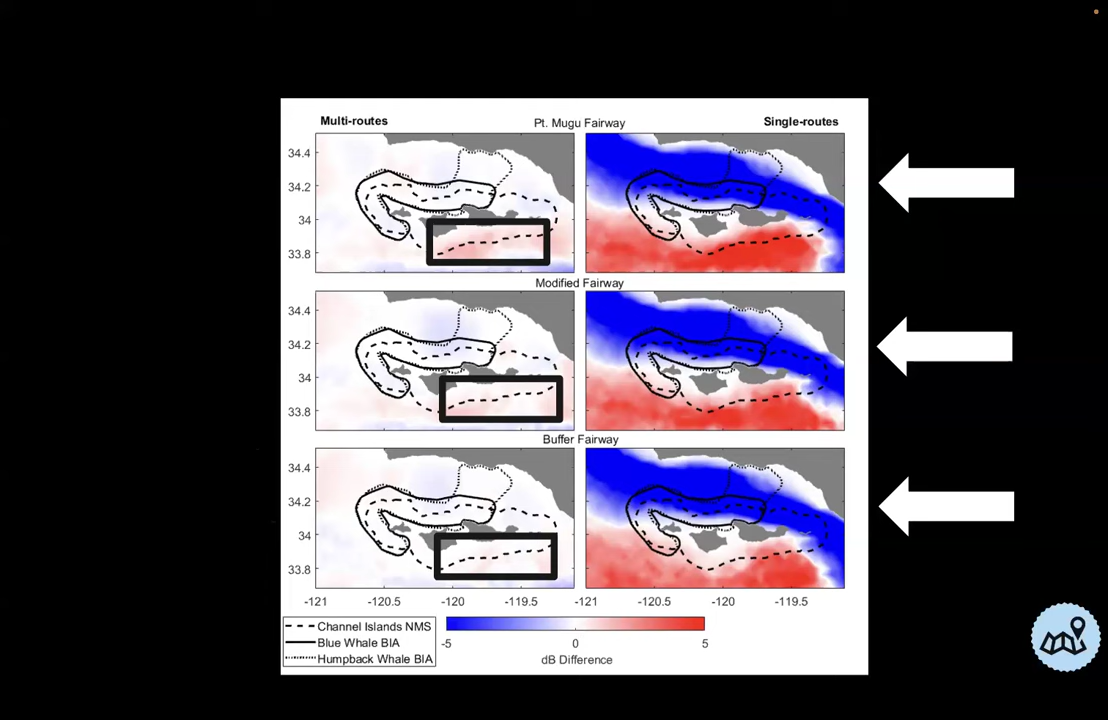 Multi-routes Pt. Mugu Fairway Single-routes
34.4
34.2
34
33.8
Modified Fairway
34.4
34.2
34
33.8
Buffer Fairway
34.4
34.2
34
33.8
-121 -120.5 -120 -119.5 -121 -120.5 -120 -119.5
Channel Islands NMS
Blue Whale BIA
Humpback Whale BIA
-5 0 5
dB Difference